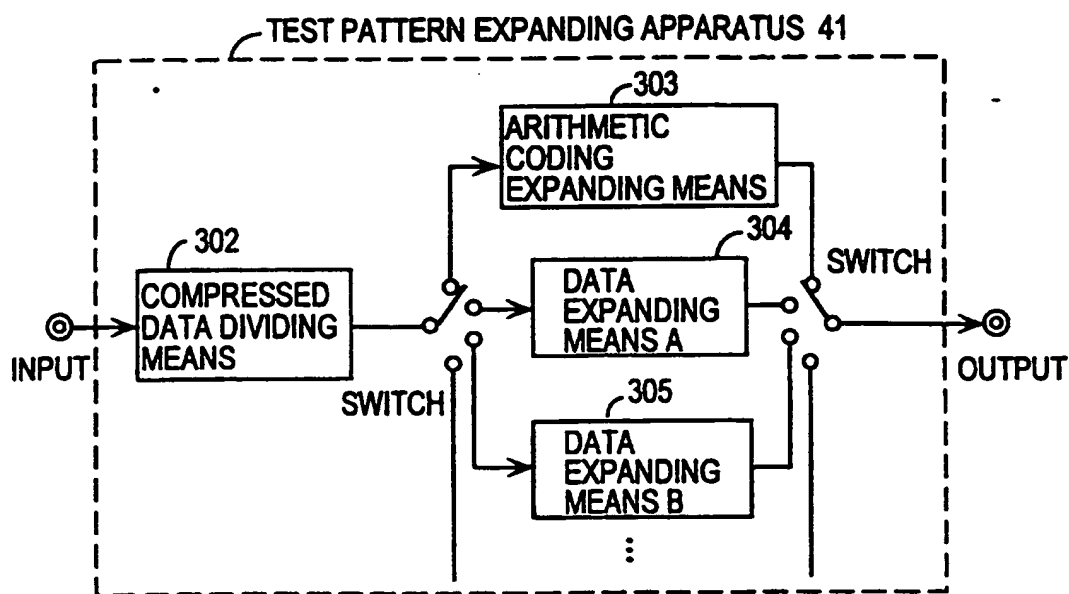 TEST PATTERN EXPANDING APPARATUS 41
303
ARITHMETIC
CODING
EXPANDING MEANS
302
COMPRESSED
DATA DIVIDING
MEANS
304
DATA
EXPANDING
MEANS A
SWITCH
INPUT
OUTPUT
SWITCH
305
DATA
EXPANDING
MEANS B